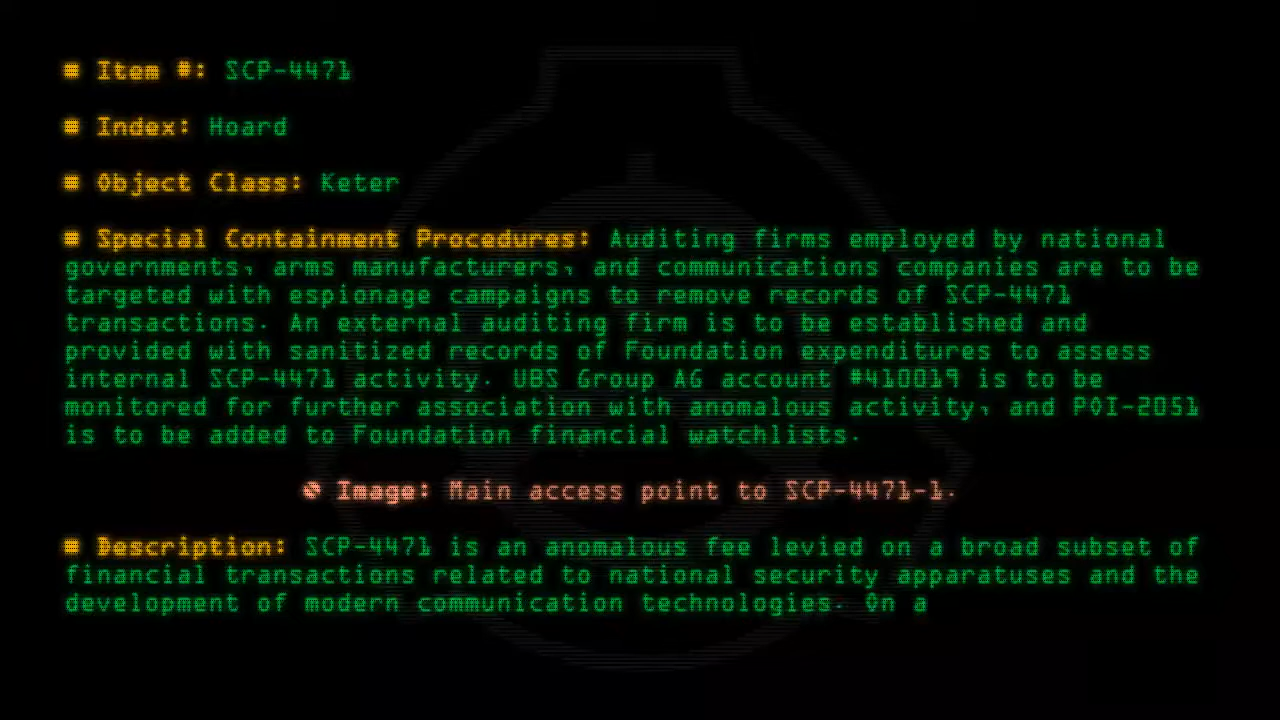 ■ Item #: SCP-4471
■ Index: Hoard
■ Object Class: Keter
■ Special Containment Procedures: Auditing firms employed by national
governments, arms manufacturers, and communications companies are to be
targeted with espionage campaigns to remove records of SCP-4471
transactions. An external auditing firm is to be established and
provided with sanitized records of Foundation expenditures to assess
internal SCP-4471 activity. UBS Group AG account #410019 is to be
monitored for further association with anomalous activity, and POI-2051
is to be added to Foundation financial watchlists.
⊘ Image: Main access point to SCP-4471-1.
■ Description: SCP-4471 is an anomalous fee levied on a broad subset of
financial transactions related to national security apparatuses and the
development of modern communication technologies. On a